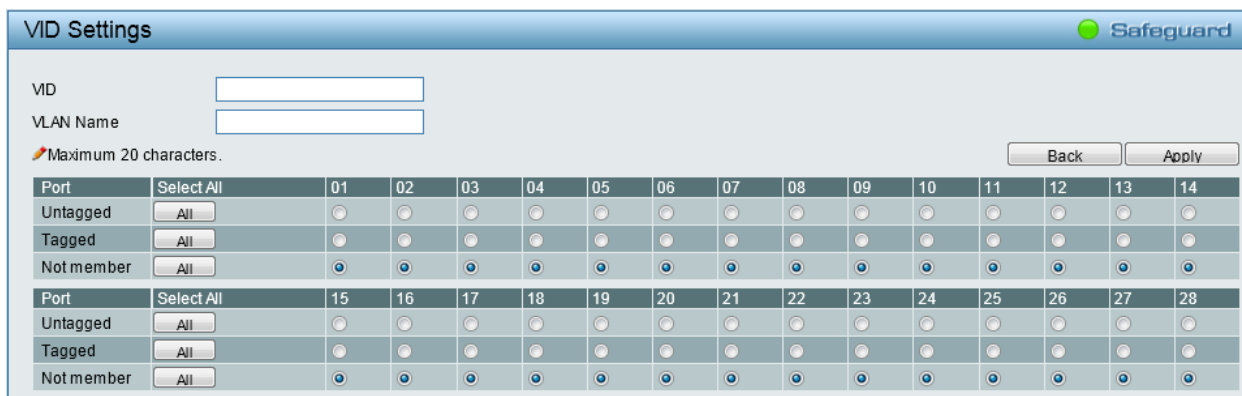 VID Settings Safeguard
VID
VLAN Name
Maximum 20 characters.
Back Apply
Port Select All 01 02 03 04 05 06 07 08 09 10 11 12 13 14
Untagged All
Tagged All
Not member All
Port Select All 15 16 17 18 19 20 21 22 23 24 25 26 27 28
Untagged All
Tagged All
Not member All